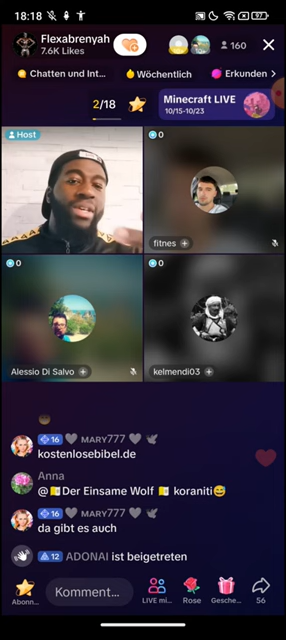 18:18
97
Flexabrenyah
7.6K Likes
160
Chatten und Int...
Wöchentlich
Erkunden
2/18
Minecraft LIVE
10/15-10/23
Host
0
fitnes
0
Alessio Di Salvo
0
kelmendi03
16 MARY777
kostenlosebibel.de
Anna
@Der Einsame Wolf koraniti
16 MARY777
da gibt es auch
12 ADONAI ist beigetreten
Abonn...
Komment...
LIVE mi...
Rose
Gesche...
56